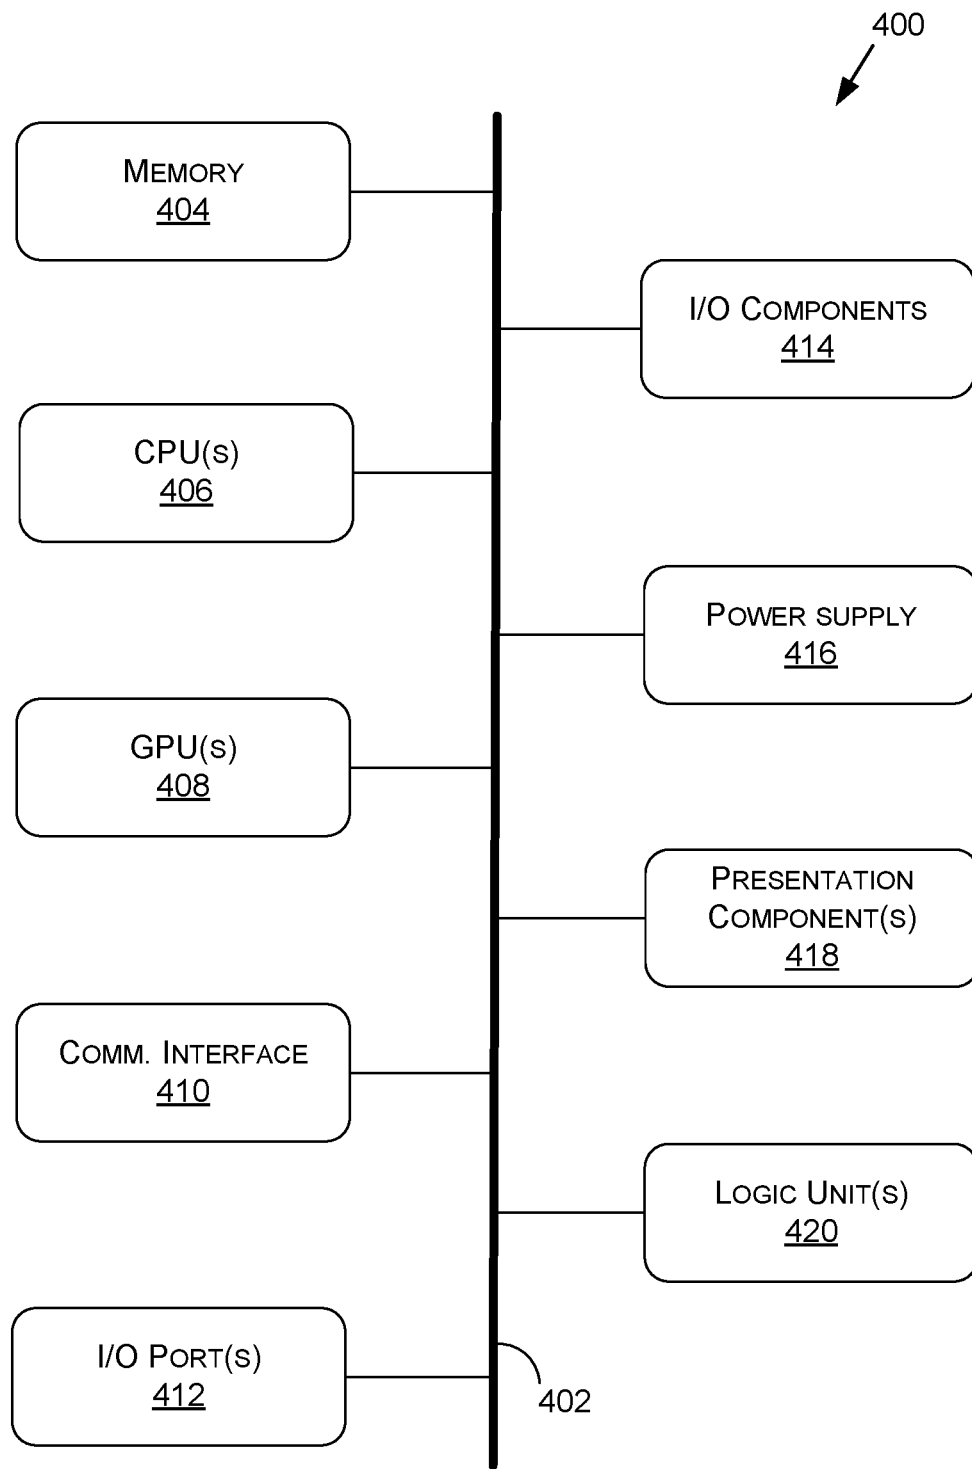 400
MEMORY
404
I/O COMPONENTS
414
CPU(S)
406
POWER SUPPLY
416
GPU(S)
408
PRESENTATION
COMPONENT(S)
418
COMM. INTERFACE
410
LOGIC UNIT(S)
420
I/O PORT(S)
412
402